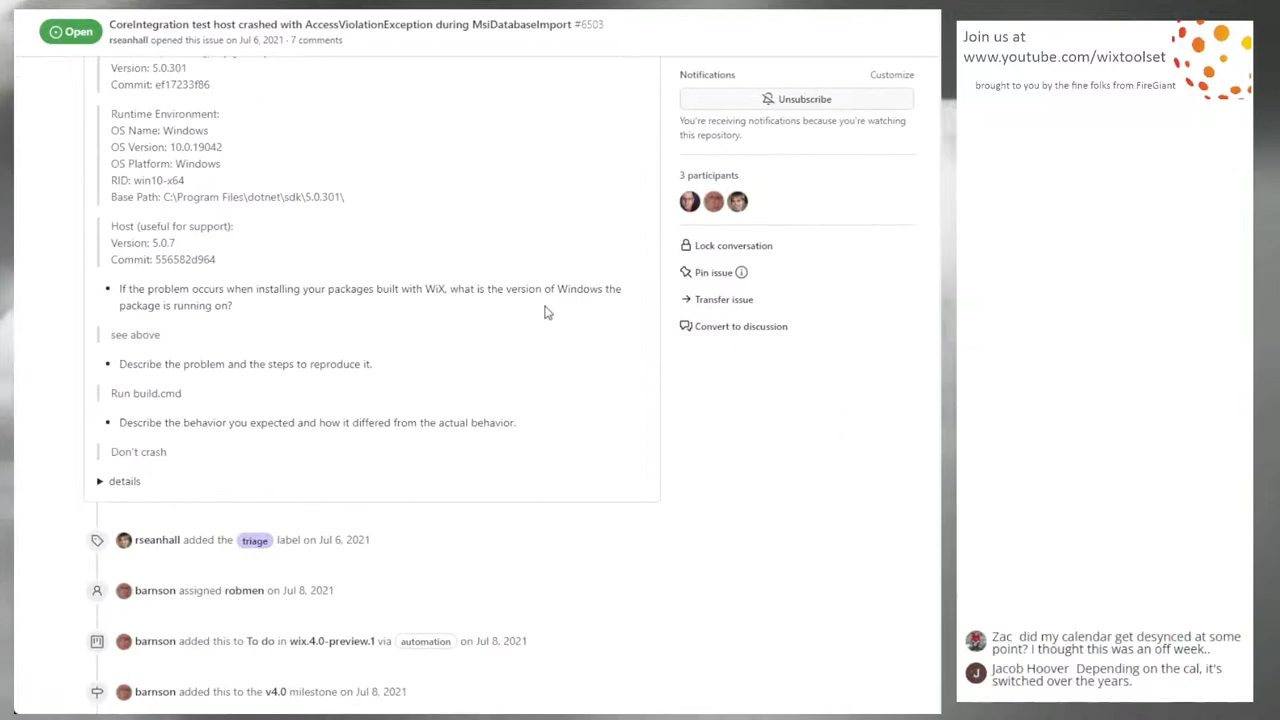 Open
CoreIntegration test host crashed with AccessViolationException during MsiDatabaseImport #6503
rseanhall opened this issue on Jul 6, 2021 · 7 comments
Version: 5.0.301
Commit: ef17233f86
Runtime Environment:
OS Name: Windows
OS Version: 10.0.19042
OS Platform: Windows
RID: win10-x64
Base Path: C:\Program Files\dotnet\sdk\5.0.301\
Host (useful for support):
Version: 5.0.7
Commit: 556582d964
• If the problem occurs when installing your packages built with WiX, what is the version of Windows the
package is running on?
see above
• Describe the problem and the steps to reproduce it.
Run build.cmd
• Describe the behavior you expected and how it differed from the actual behavior.
Don't crash
details
rseanhall added the triage label on Jul 6, 2021
barnson assigned robmen on Jul 8, 2021
barnson added this to To do in wix.4.0-preview.1 via automation on Jul 8, 2021
barnson added this to the v4.0 milestone on Jul 8, 2021
Notifications Customize
Unsubscribe
You're receiving notifications because you're watching
this repository.
3 participants
Lock conversation
Pin issue
Transfer issue
Convert to discussion
Join us at
www.youtube.com/wixtoolset
brought to you by the fine folks from FireGiant
Zac did my calendar get desynced at some
point? I thought this was an off week..
J
Jacob Hoover Depending on the cal, it's
switched over the years.